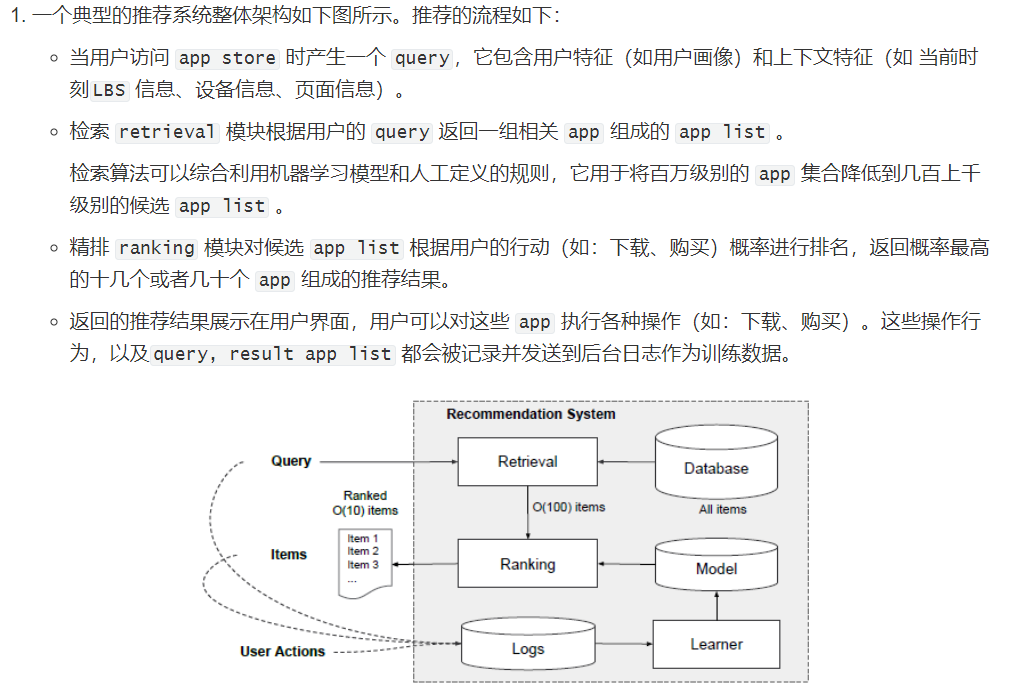 1. 一个典型的推荐系统整体架构如下图所示。推荐的流程如下：
当用户访问 app store 时产生一个 query，它包含用户特征（如用户画像）和上下文特征（如 当前时
刻LBS 信息、设备信息、页面信息）。
检索 retrieval 模块根据用户的 query 返回一组相关 app 组成的 app list 。
检索算法可以综合利用机器学习模型和人工定义的规则，它用于将百万级别的 app 集合降低到几百上千
级别的候选 app list 。
精排 ranking 模块对候选 app list 根据用户的行动（如：下载、购买）概率进行排名，返回概率最高
的十几个或者几十个 app 组成的推荐结果。
返回的推荐结果展示在用户界面，用户可以对这些 app 执行各种操作（如：下载、购买）。这些操作行
为，以及query, result app list 都会被记录并发送到后台日志作为训练数据。
Recommendation System
Query
Retrieval
Database
All items
Ranked
O(10) items
O(100) items
Items
Item 1
Item 2
Item 3
...
Ranking
Model
User Actions
Logs
Learner